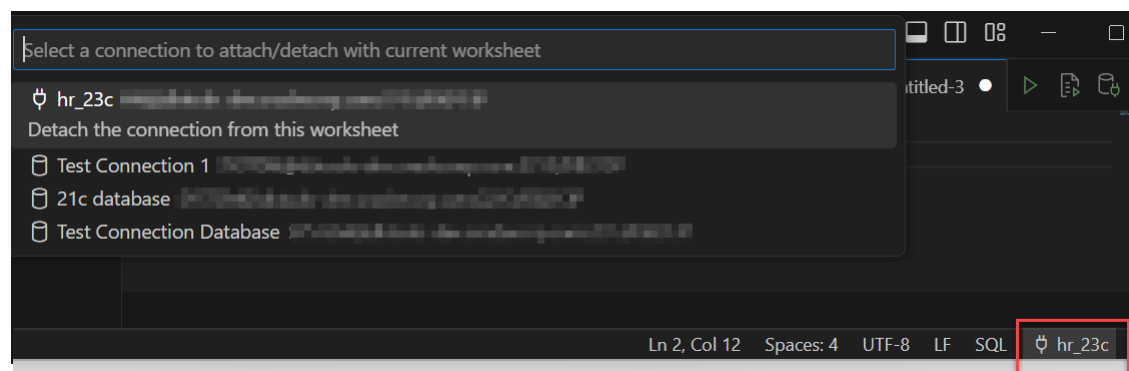 Select a connection to attach/detach with current worksheet
hr_23c
Detach the connection from this worksheet
Test Connection 1
21c database
Test Connection Database
titled-3
Ln 2, Col 12 Spaces: 4 UTF-8 LF SQL hr_23c